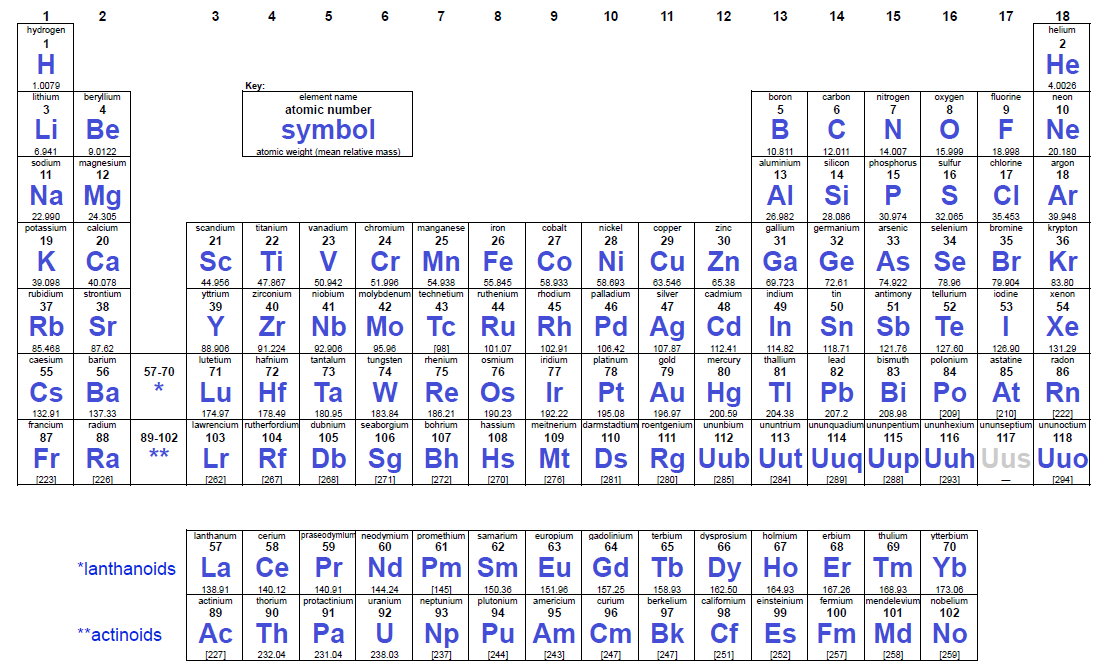 1 2 3 4 5 6 7 8 9 10 11 12 13 14 15 16 17 18
hydrogen helium
1 2
H He
1.0079 Key: 4.0026
lithium beryllium element name boron carbon nitrogen oxygen fluorine neon
3 4 atomic number 5 6 7 8 9 10
Li Be symbol B C N O F Ne
6.941 9.0122 atomic weight (mean relative mass) 10.811 12.011 14.007 15.999 18.998 20.180
sodium magnesium aluminium silicon phosphorus sulfur chlorine argon
11 12 13 14 15 16 17 18
Na Mg Al Si P S Cl Ar
22.990 24.305 26.982 28.086 30.974 32.065 35.453 39.948
potassium calcium scandium titanium vanadium chromium manganese iron cobalt nickel copper zinc gallium germanium arsenic selenium bromine krypton
19 20 21 22 23 24 25 26 27 28 29 30 31 32 33 34 35 36
K Ca Sc Ti V Cr Mn Fe Co Ni Cu Zn Ga Ge As Se Br Kr
39.098 40.078 44.956 47.867 50.942 51.996 54.938 55.845 58.933 58.693 63.546 65.38 69.723 72.61 74.922 78.96 79.904 83.80
rubidium strontium yttrium zirconium niobium molybdenum technetium ruthenium rhodium palladium silver cadmium indium tin antimony tellurium iodine xenon
37 38 39 40 41 42 43 44 45 46 47 48 49 50 51 52 53 54
Rb Sr Y Zr Nb Mo Tc Ru Rh Pd Ag Cd In Sn Sb Te I Xe
85.468 87.62 88.906 91.224 92.906 95.96 [98] 101.07 102.91 106.42 107.87 112.41 114.82 118.71 121.76 127.60 126.90 131.29
caesium barium lutetium hafnium tantalum tungsten rhenium osmium iridium platinum gold mercury thallium lead bismuth polonium astatine radon
55 56 57-70 71 72 73 74 75 76 77 78 79 80 81 82 83 84 85 86
Cs Ba * Lu Hf Ta W Re Os Ir Pt Au Hg Tl Pb Bi Po At Rn
132.91 137.33 174.97 178.49 180.95 183.84 186.21 190.23 192.22 195.08 196.97 200.59 204.38 207.2 208.98 [209] [210] [222]
francium radium lawrencium rutherfordium dubnium seaborgium bohrium hassium meitnerium darmstadtium roentgenium ununbium ununtrium ununquadium ununpentium ununhexium ununseptium ununoctium
87 88 89-102 103 104 105 106 107 108 109 110 111 112 113 114 115 116 117 118
Fr Ra ** Lr Rf Db Sg Bh Hs Mt Ds Rg Uub Uut Uuq Uup Uuh Uus Uuo
[223] [226] [262] [267] [268] [271] [272] [270] [276] [281] [280] [285] [284] [289] [288] [293] — [294]
lanthanum cerium praseodymium neodymium promethium samarium europium gadolinium terbium dysprosium holmium erbium thulium ytterbium
57 58 59 60 61 62 63 64 65 66 67 68 69 70
*lanthanoids La Ce Pr Nd Pm Sm Eu Gd Tb Dy Ho Er Tm Yb
138.91 140.12 140.91 144.24 [145] 150.36 151.96 157.25 158.93 162.50 164.93 167.26 168.93 173.06
actinium thorium protactinium uranium neptunium plutonium americium curium berkelium californium einsteinium fermium mendelevium nobelium
89 90 91 92 93 94 95 96 97 98 99 100 101 102
**actinoids Ac Th Pa U Np Pu Am Cm Bk Cf Es Fm Md No
[227] 232.04 231.04 238.03 [237] [244] [243] [247] [247] [251] [252] [257] [258] [259]